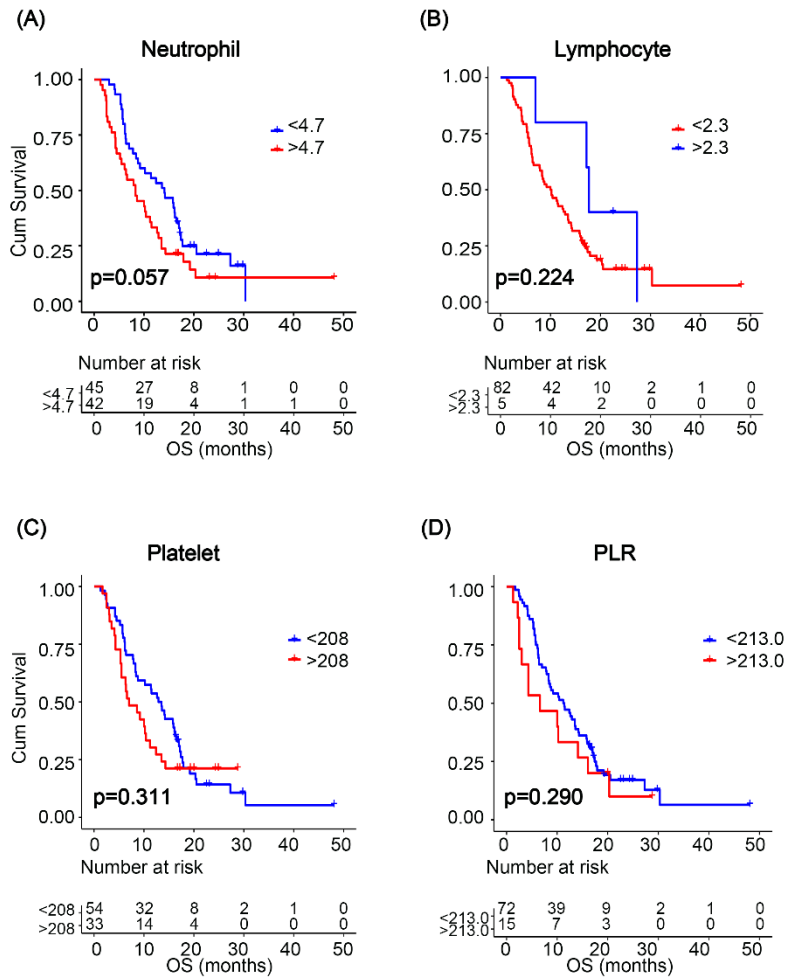 (A)
Neutrophil
Cum Survival
1.00
0.75
0.50
0.25
0.00
<4.7
>4.7
p=0.057
0 10 20 30 40 50
Number at risk
<4.7 45 27 8 1 0 0
>4.7 42 19 4 1 1 0
0 10 20 30 40 50
OS (months)
(B)
Lymphocyte
1.00
0.75
0.50
0.25
0.00
<2.3
>2.3
p=0.224
0 10 20 30 40 50
Number at risk
<2.3 82 42 10 2 1 0
>2.3 5 4 2 0 0 0
0 10 20 30 40 50
OS (months)
(C)
Platelet
Cum Survival
1.00
0.75
0.50
0.25
0.00
<208
>208
p=0.311
0 10 20 30 40 50
Number at risk
<208 54 32 8 2 1 0
>208 33 14 4 0 0 0
0 10 20 30 40 50
OS (months)
(D)
PLR
1.00
0.75
0.50
0.25
0.00
<213.0
>213.0
p=0.290
0 10 20 30 40 50
Number at risk
<213.0 72 39 9 2 1 0
>213.0 15 7 3 0 0 0
0 10 20 30 40 50
OS (months)